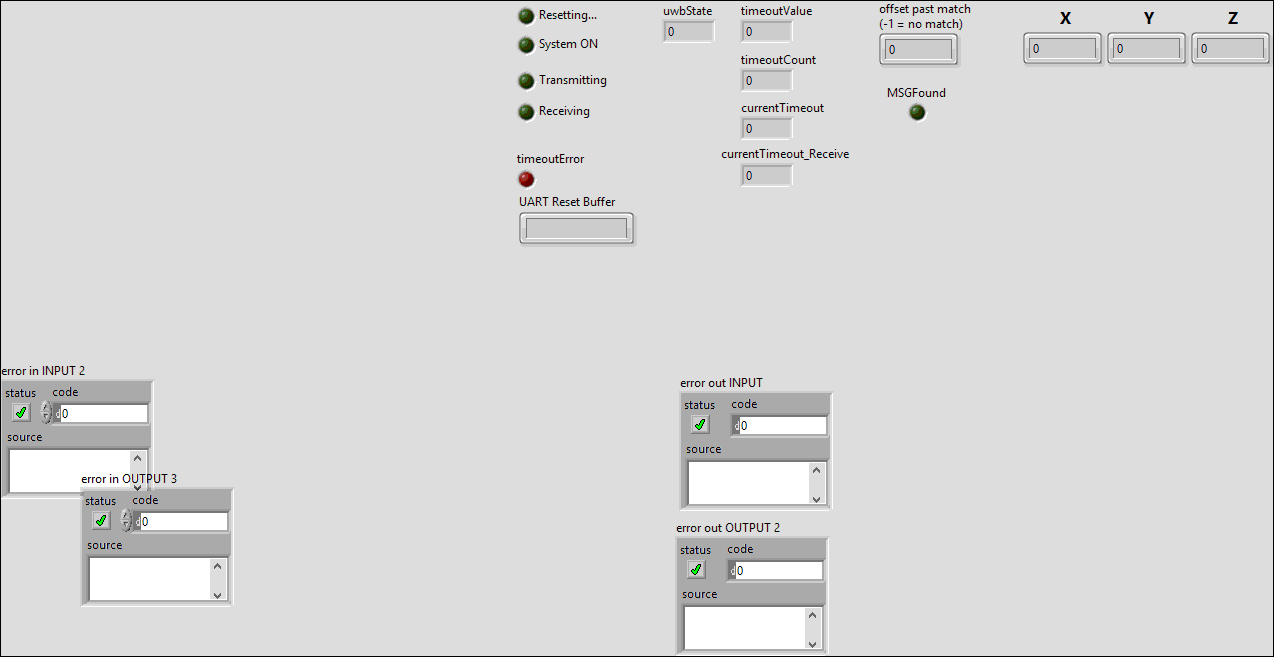 Resetting...
System ON
Transmitting
Receiving
timeoutError
UART Reset Buffer
uwbState
0
timeoutValue
0
timeoutCount
0
currentTimeout
0
currentTimeout_Receive
0
offset past match
(-1 = no match)
0
MSGFound
X Y Z
0 0 0
error in INPUT 2
status code
d 0
source
error in OUTPUT 3
status code
d 0
source
error out INPUT
status code
d 0
source
error out OUTPUT 2
status code
d 0
source